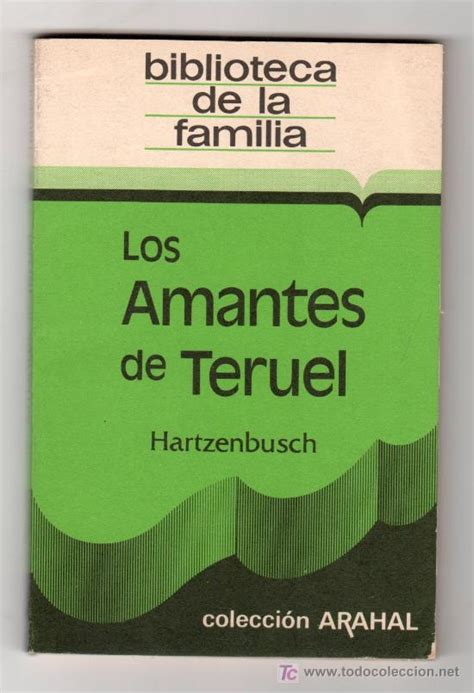 biblioteca
de la
familia
Los
Amantes
de Teruel
Hartzenbusch
colección ARAHAL
TC www.todocoleccion.net